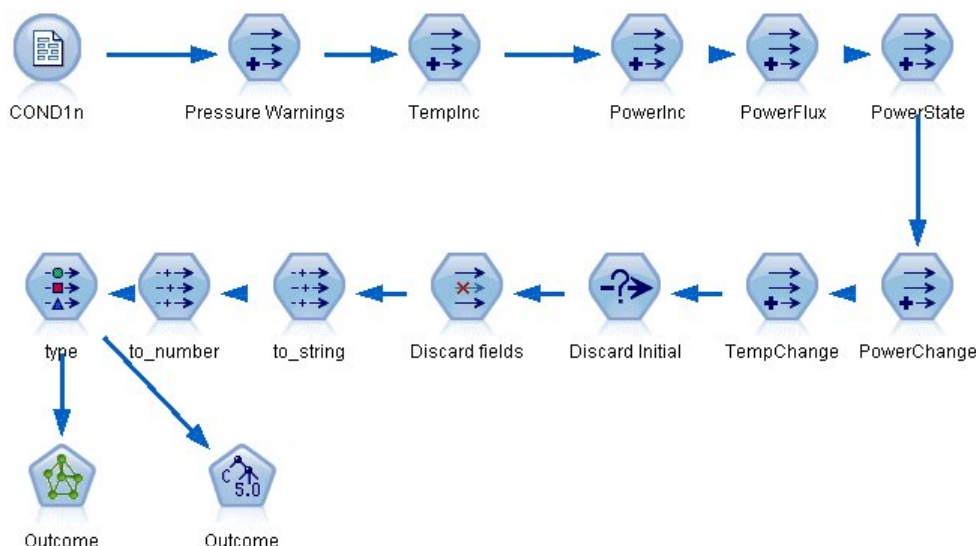 COND1n
Pressure Warnings
TempInc
PowerInc
PowerFlux
PowerState
type
to_number
to_string
Discard fields
Discard Initial
TempChange
PowerChange
C
5.0
Outcome
Outcome